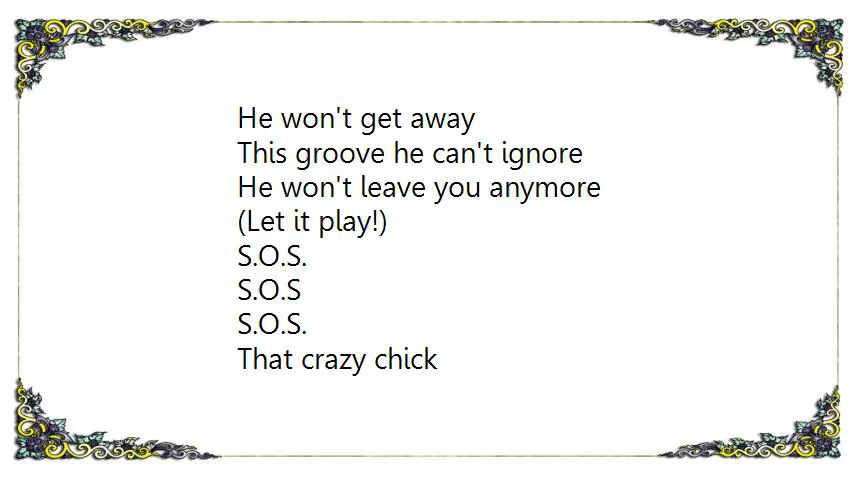 He won't get away
This groove he can't ignore
He won't leave you anymore
(Let it play!)
S.O.S.
S.O.S
S.O.S.
That crazy chick